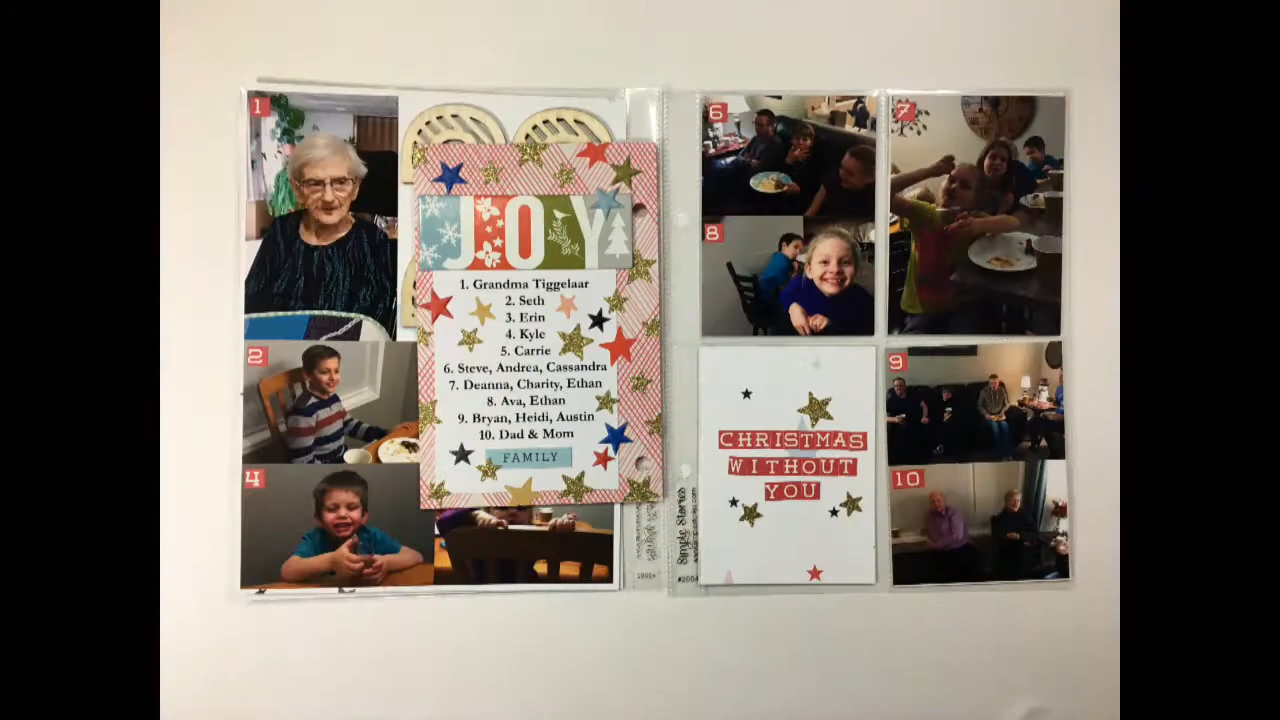 1
2
4
JOY
1. Grandma Tiggelaar
2. Seth
3. Erin
4. Kyle
5. Carrie
6. Steve, Andrea, Cassandra
7. Deanna, Charity, Ethan
8. Ava, Ethan
9. Bryan, Heidi, Austin
10. Dad & Mom
FAMILY
Simple Stories
6
7
8
CHRISTMAS
WITHOUT
YOU
9
10